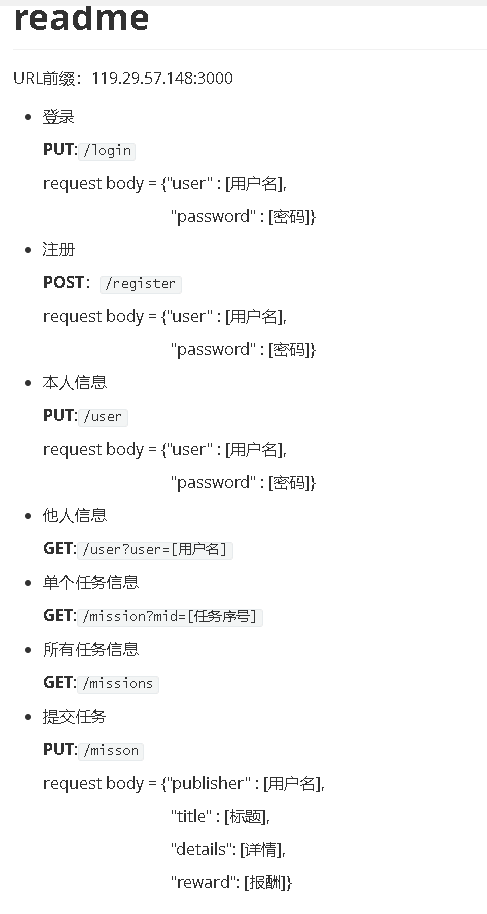 readme
URL前缀：119.29.57.148:3000
登录
PUT: /login
request body = {"user" : [用户名],
"password" : [密码]}
注册
POST： /register
request body = {"user" : [用户名],
"password" : [密码]}
本人信息
PUT: /user
request body = {"user" : [用户名],
"password" : [密码]}
他人信息
GET: /user?user=[用户名]
单个任务信息
GET: /mission?mid=[任务序号]
所有任务信息
GET: /missions
提交任务
PUT: /misson
request body = {"publisher" : [用户名],
"title" : [标题],
"details": [详情],
"reward": [报酬]}